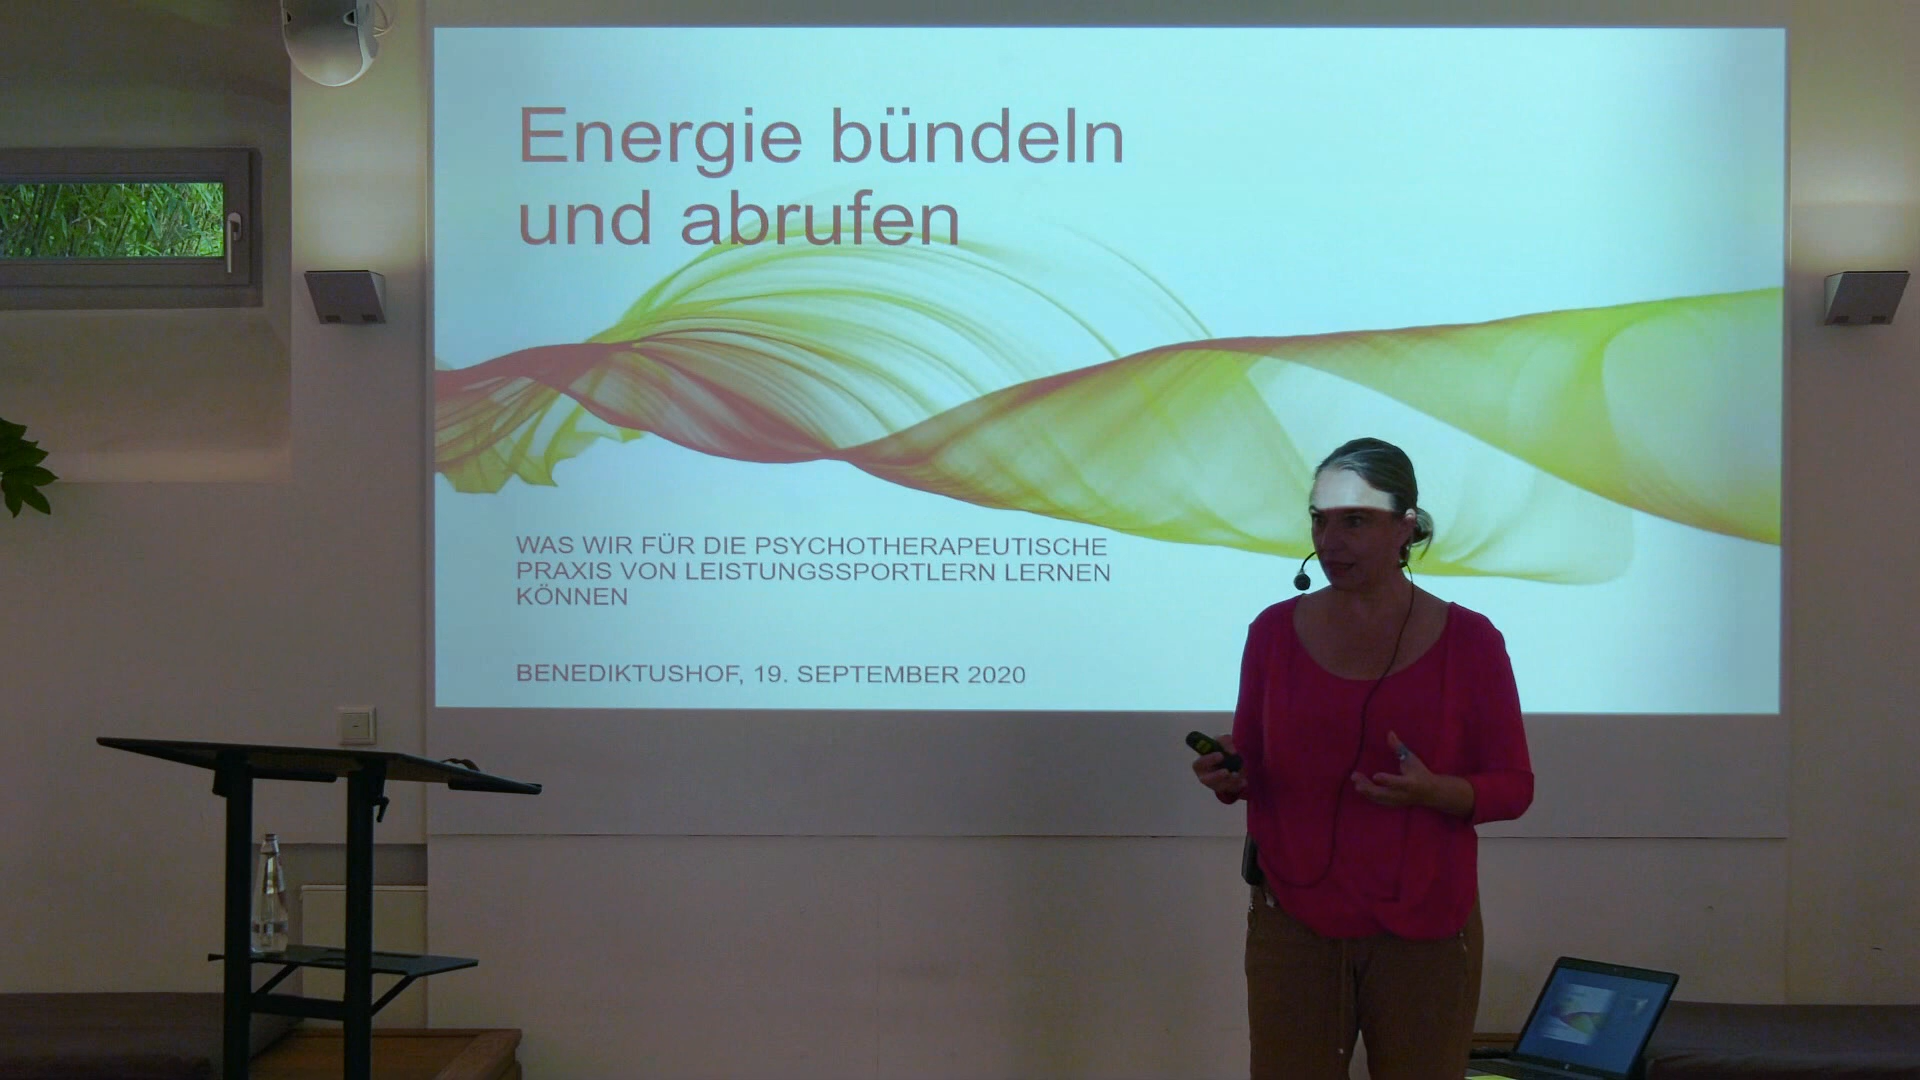 Energie bündeln
und abrufen
WAS WIR FÜR DIE PSYCHOTHERAPEUTISCHE
PRAXIS VON LEISTUNGSSPORTLERN LERNEN
KÖNNEN
BENEDIKTUSHOF, 19. SEPTEMBER 2020